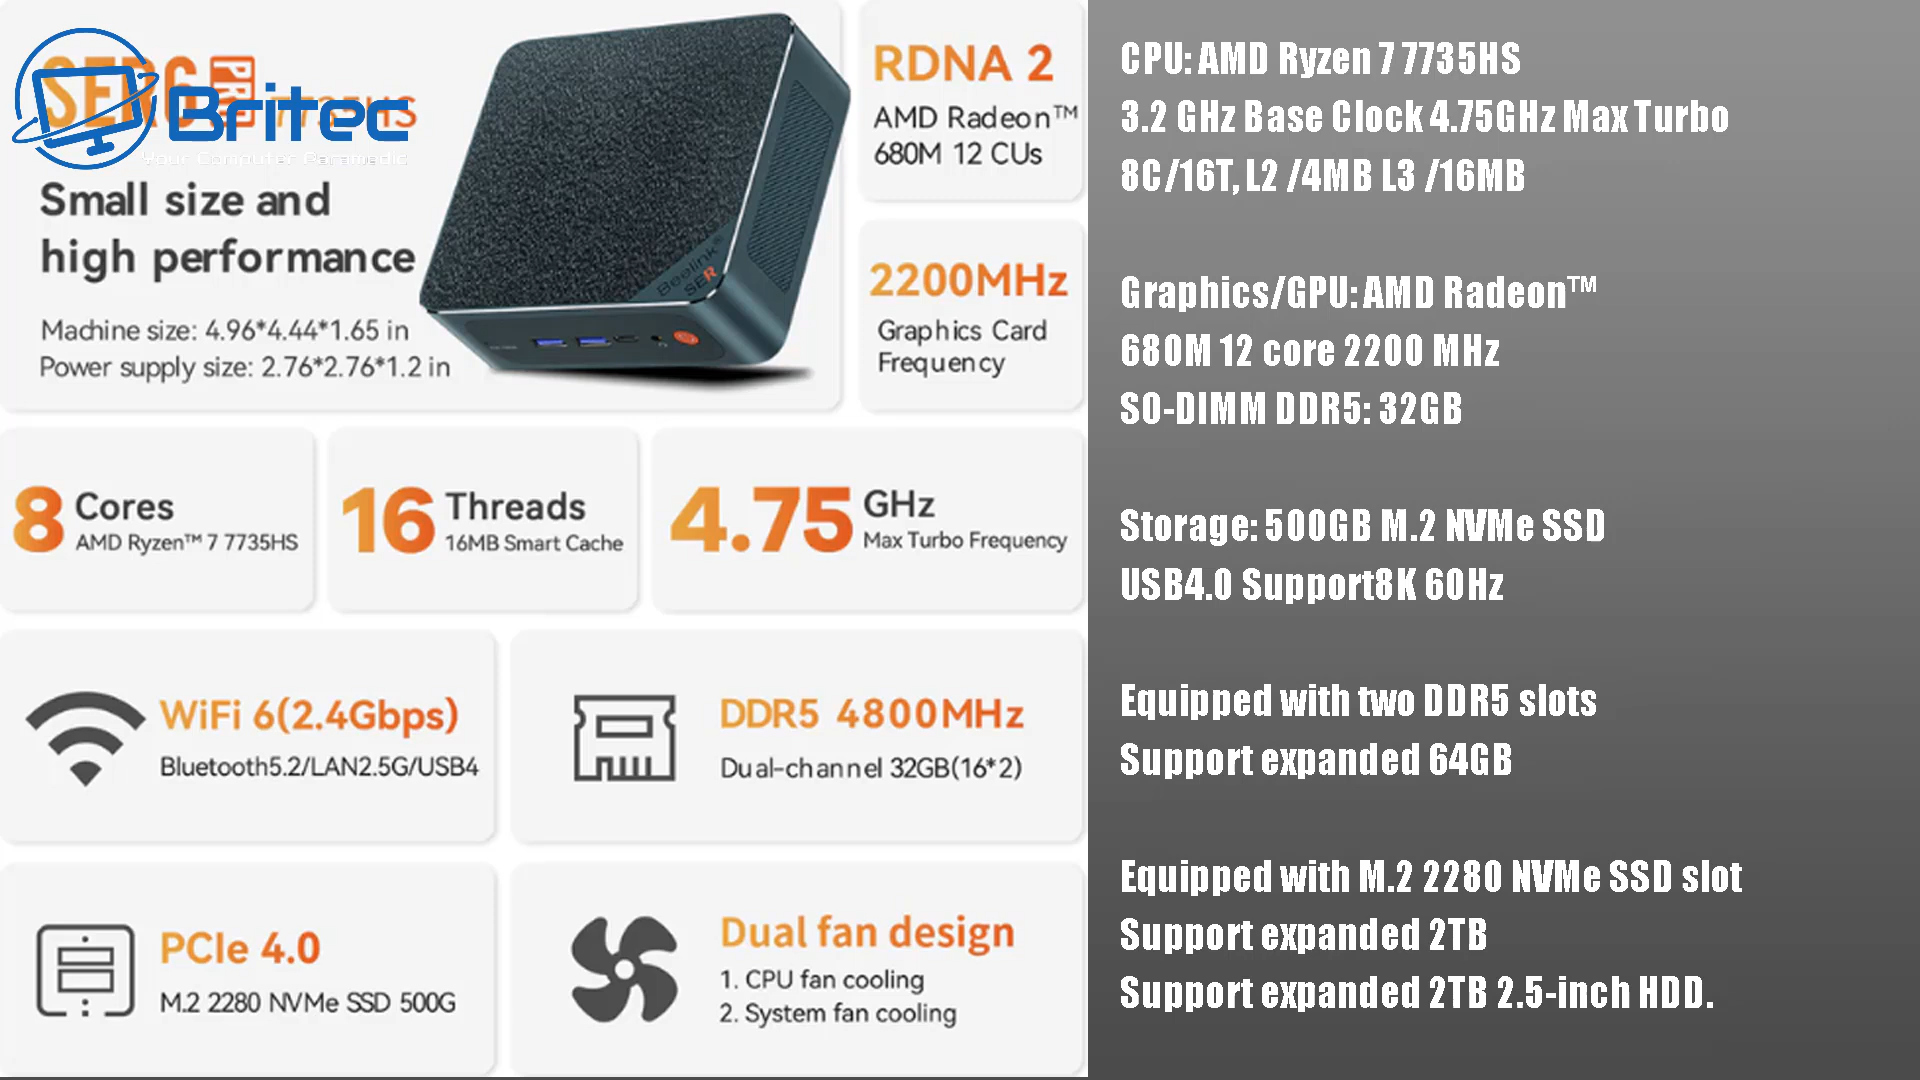 SER6 PRO 7735HS
Britec
Your Computer Paramedic
Small size and
high performance
Machine size: 4.96*4.44*1.65 in
Power supply size: 2.76*2.76*1.2 in
Beelink®
SER
RDNA 2
AMD Radeon™
680M 12 CUs
2200MHz
Graphics Card
Frequency
8 Cores
AMD Ryzen™ 7 7735HS
16 Threads
16MB Smart Cache
4.75 GHz
Max Turbo Frequency
WiFi 6(2.4Gbps)
Bluetooth5.2/LAN2.5G/USB4
DDR5 4800MHz
Dual-channel 32GB(16*2)
PCIe 4.0
M.2 2280 NVMe SSD 500G
Dual fan design
1. CPU fan cooling
2. System fan cooling
CPU: AMD Ryzen 7 7735HS
3.2 GHz Base Clock 4.75GHz Max Turbo
8C/16T, L2 /4MB L3 /16MB
Graphics/GPU: AMD Radeon™
680M 12 core 2200 MHz
SO-DIMM DDR5: 32GB
Storage: 500GB M.2 NVMe SSD
USB4.0 Support8K 60Hz
Equipped with two DDR5 slots
Support expanded 64GB
Equipped with M.2 2280 NVMe SSD slot
Support expanded 2TB
Support expanded 2TB 2.5-inch HDD.